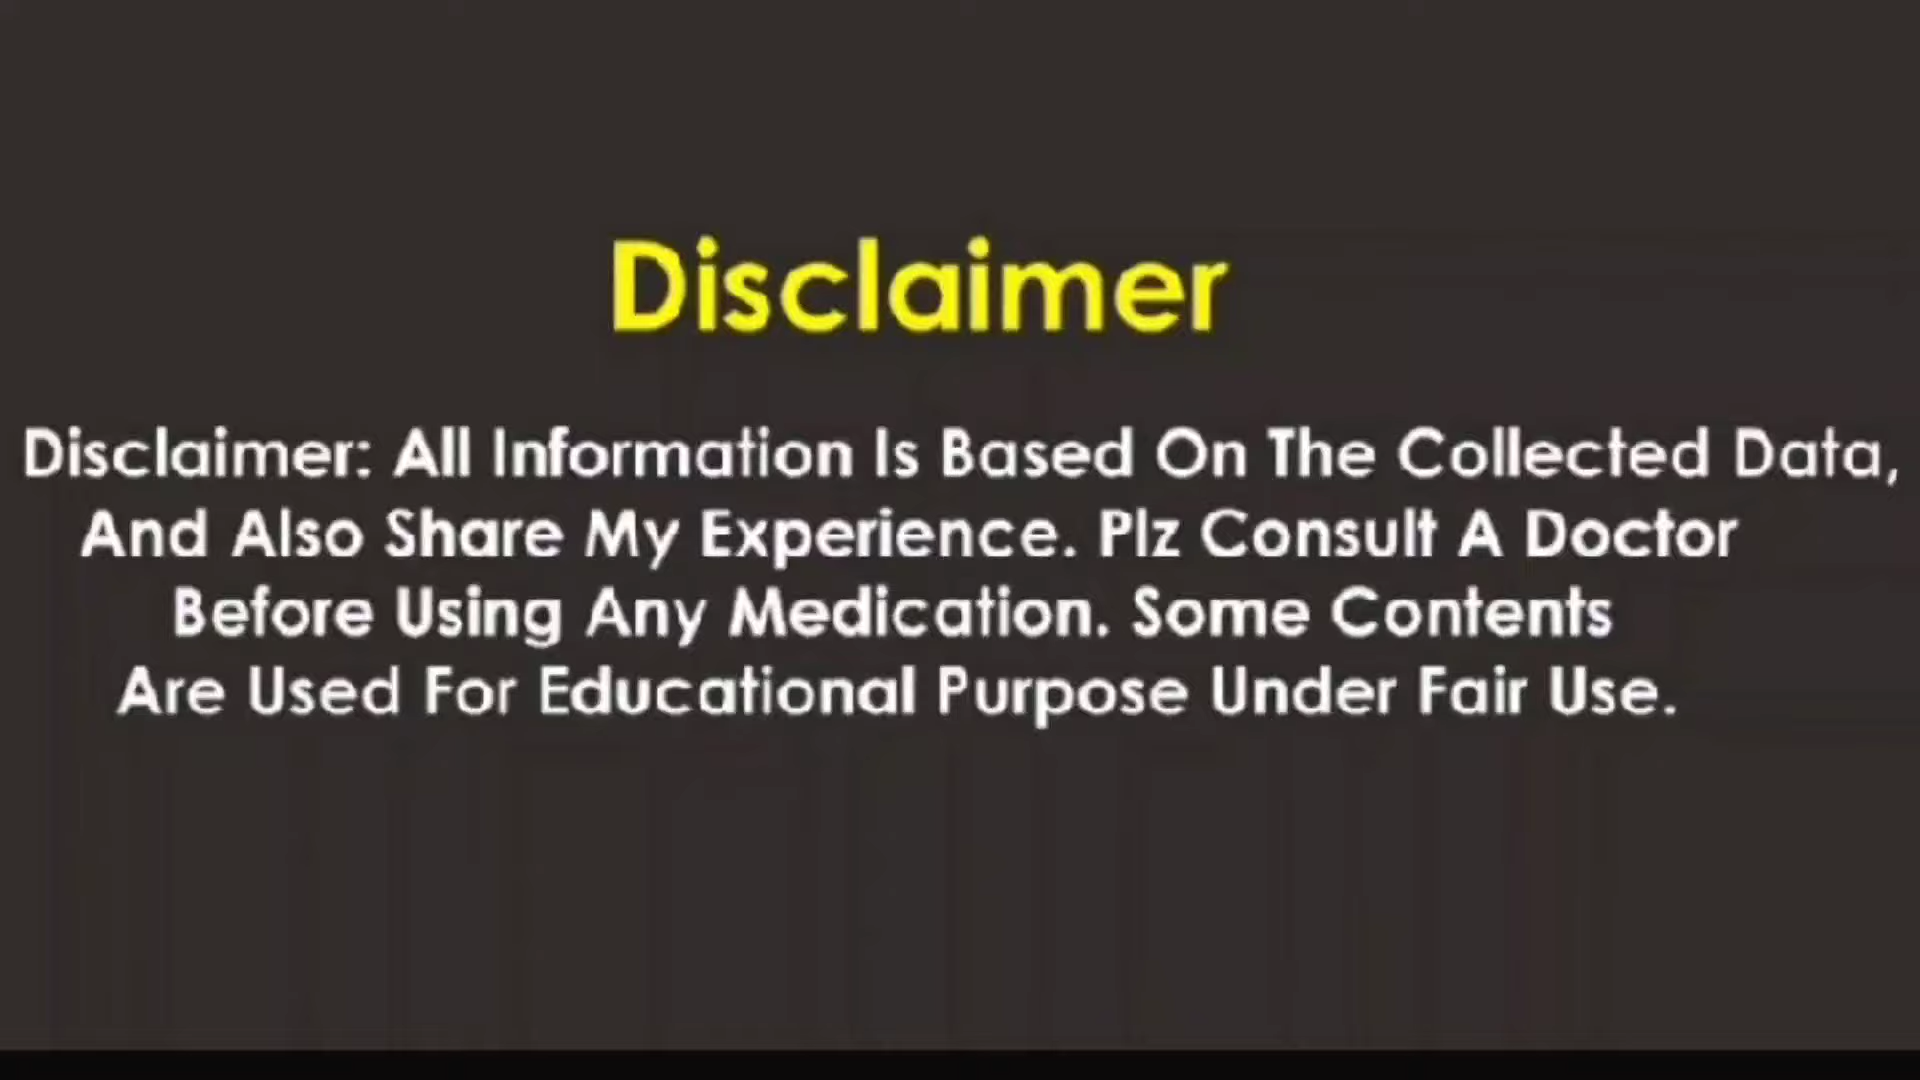 Disclaimer
Disclaimer: All Information Is Based On The Collected Data,
And Also Share My Experience. Plz Consult A Doctor
Before Using Any Medication. Some Contents
Are Used For Educational Purpose Under Fair Use.